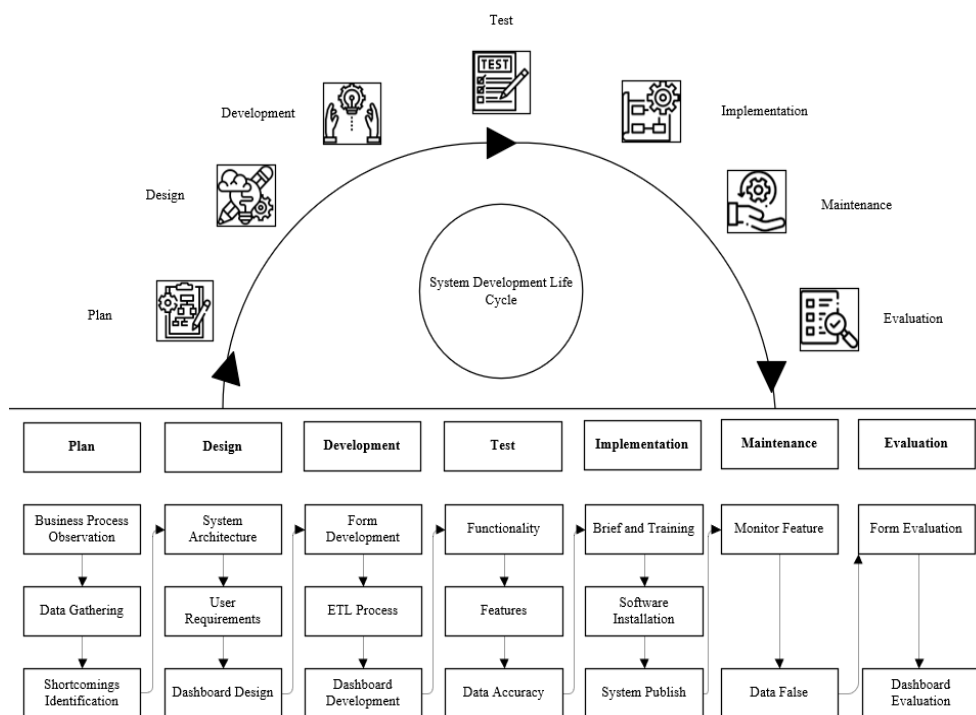 Test
TEST
Development
Implementation
Design
Maintenance
System Development Life
Cycle
Plan
Evaluation
Plan
Design
Development
Test
Implementation
Maintenance
Evaluation
Business Process
Observation
System
Architecture
Form
Development
Functionality
Brief and Training
Monitor Feature
Form Evaluation
Data Gathering
User
Requirements
ETL Process
Features
Software
Installation
Shortcomings
Identification
Dashboard Design
Dashboard
Development
Data Accuracy
System Publish
Data False
Dashboard
Evaluation